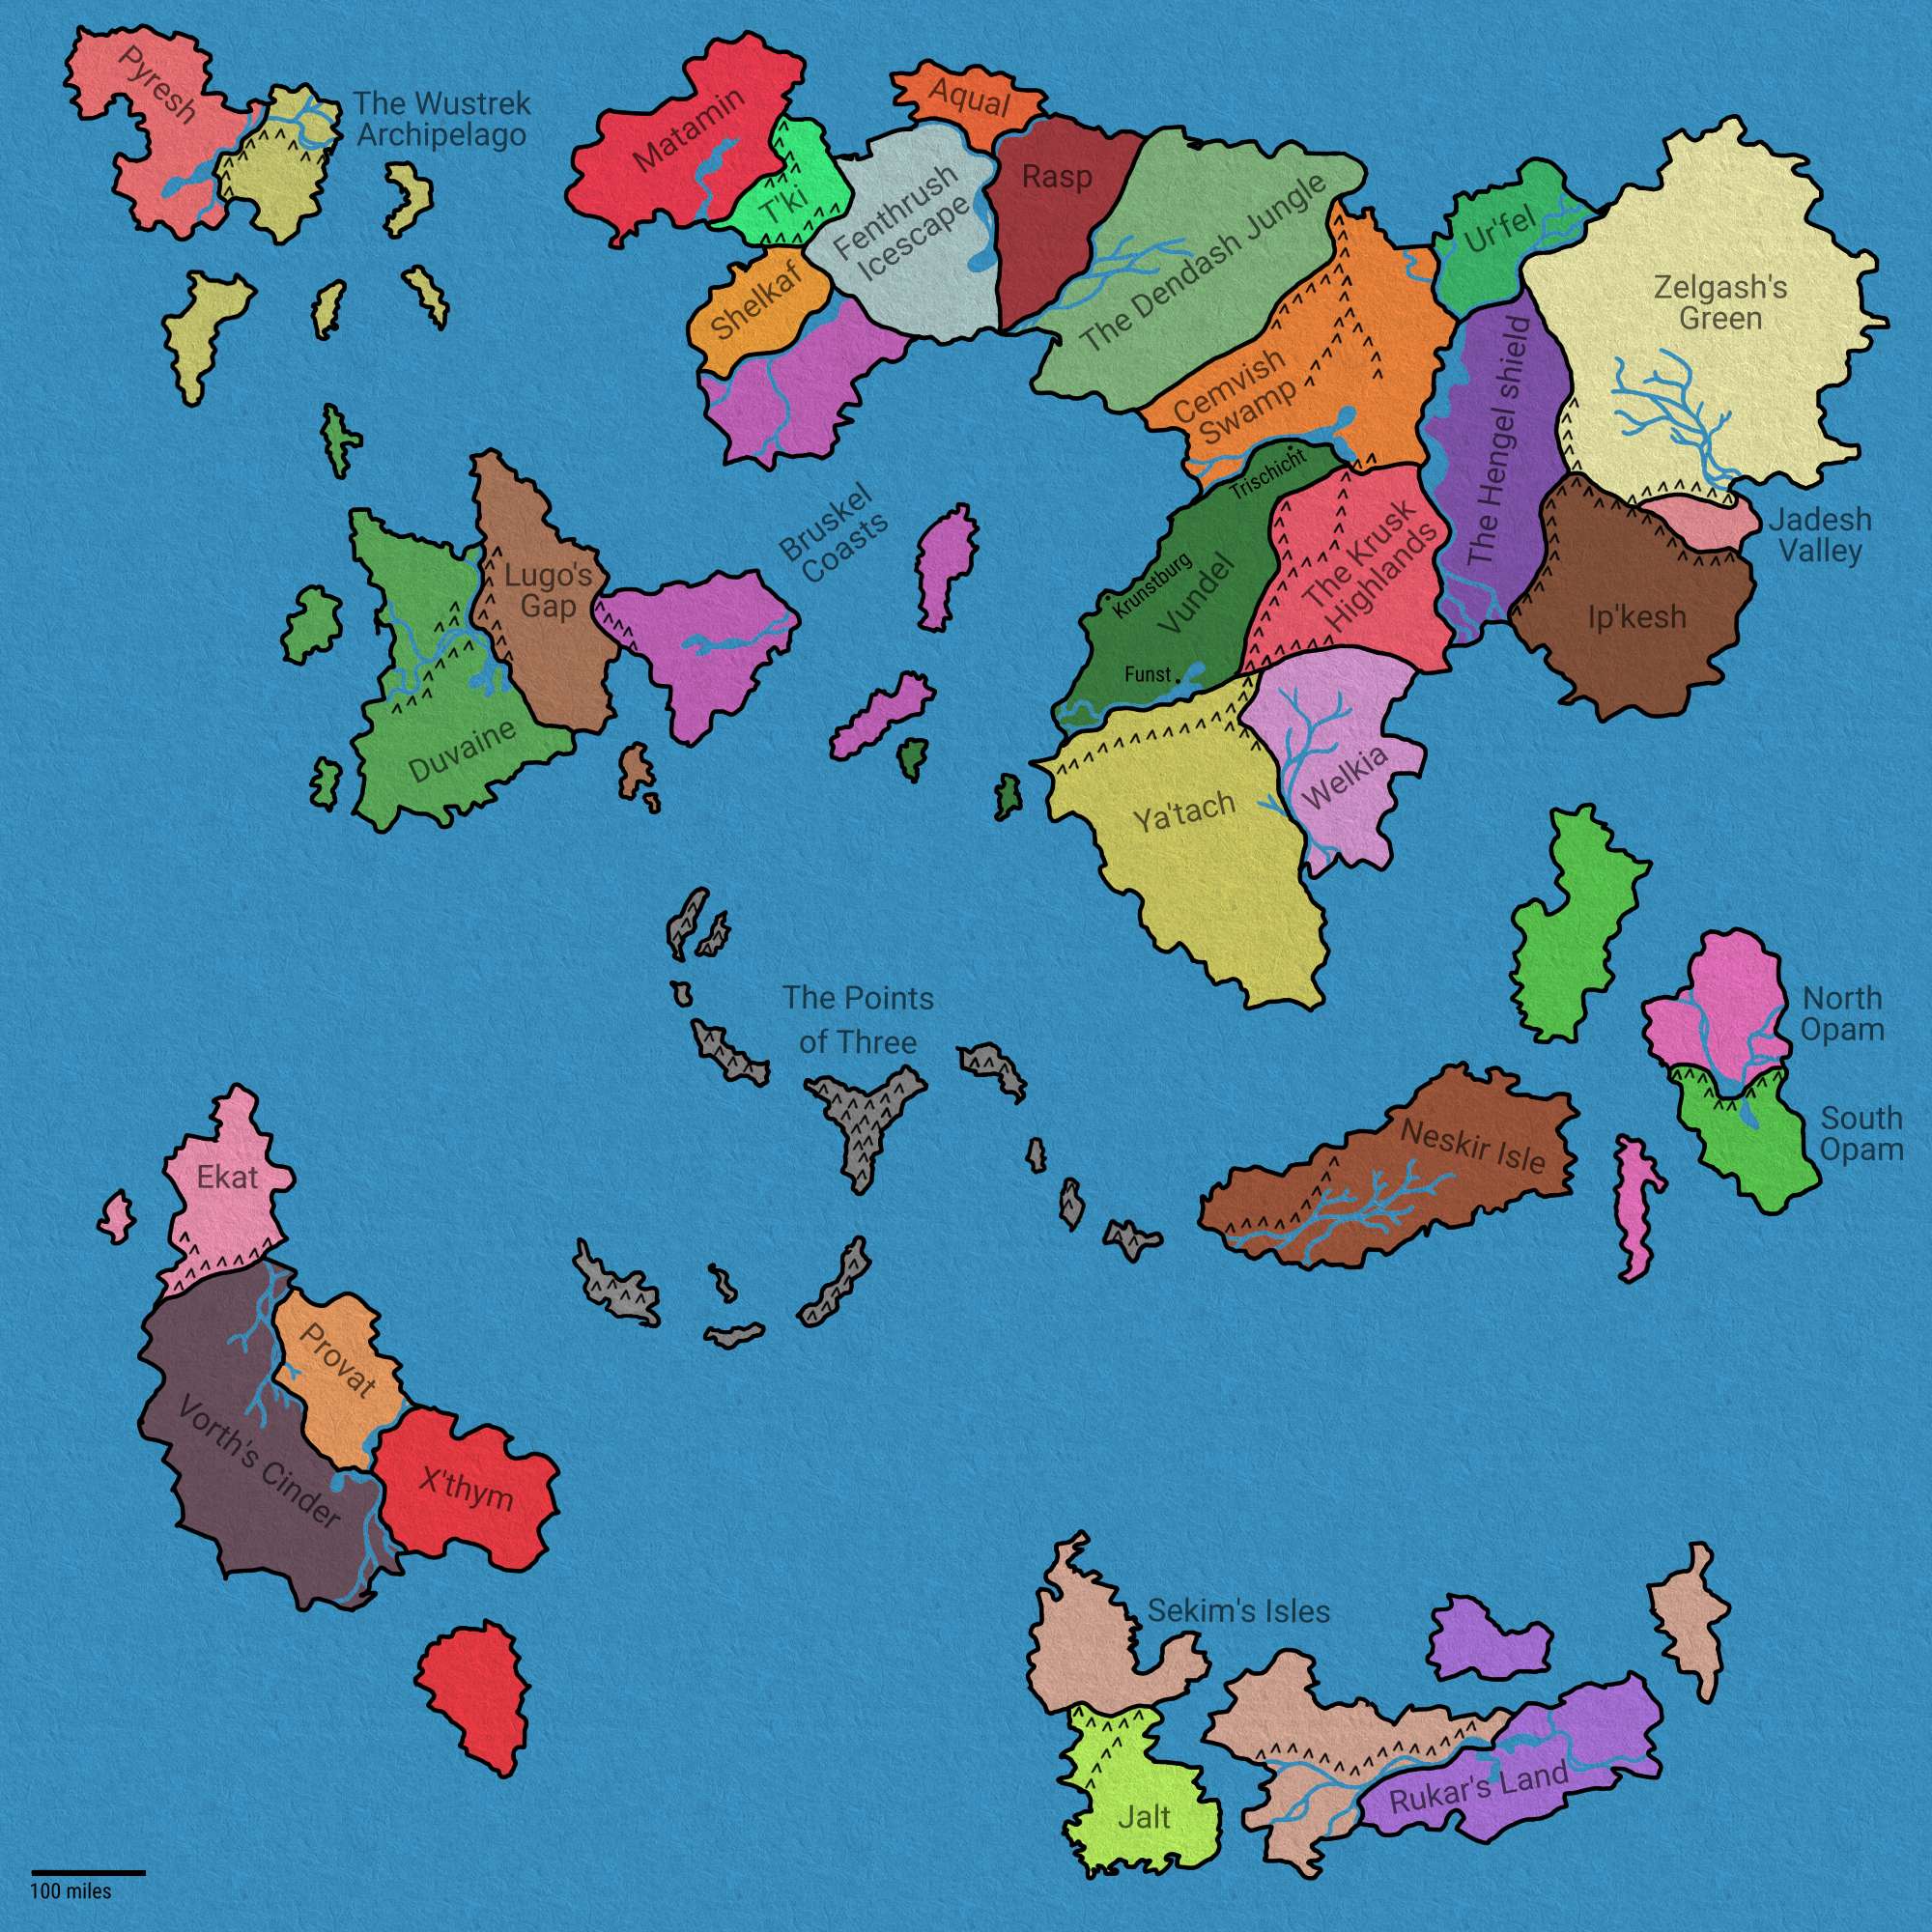 Pyresh
The Wustrek
Archipelago
Matamin
T'ki
Aqual
Fenthrush
Icescape
Rasp
The Dendash Jungle
Shelkaf
Ur'fel
Zelgash's
Green
Cemvish
Swamp
The Hengel shield
Trischicht
Bruskel
Coasts
Jadesh
Valley
Lugo's
Gap
Krunstburg
Vundel
The Krusk
Highlands
Ip'kesh
Funst
Duvaine
Ya'tach
Welkia
The Points
of Three
North
Opam
South
Opam
Neskir Isle
Ekat
Provat
Vorth's Cinder
X'thym
Sekim's Isles
Rukar's Land
Jalt
100 miles